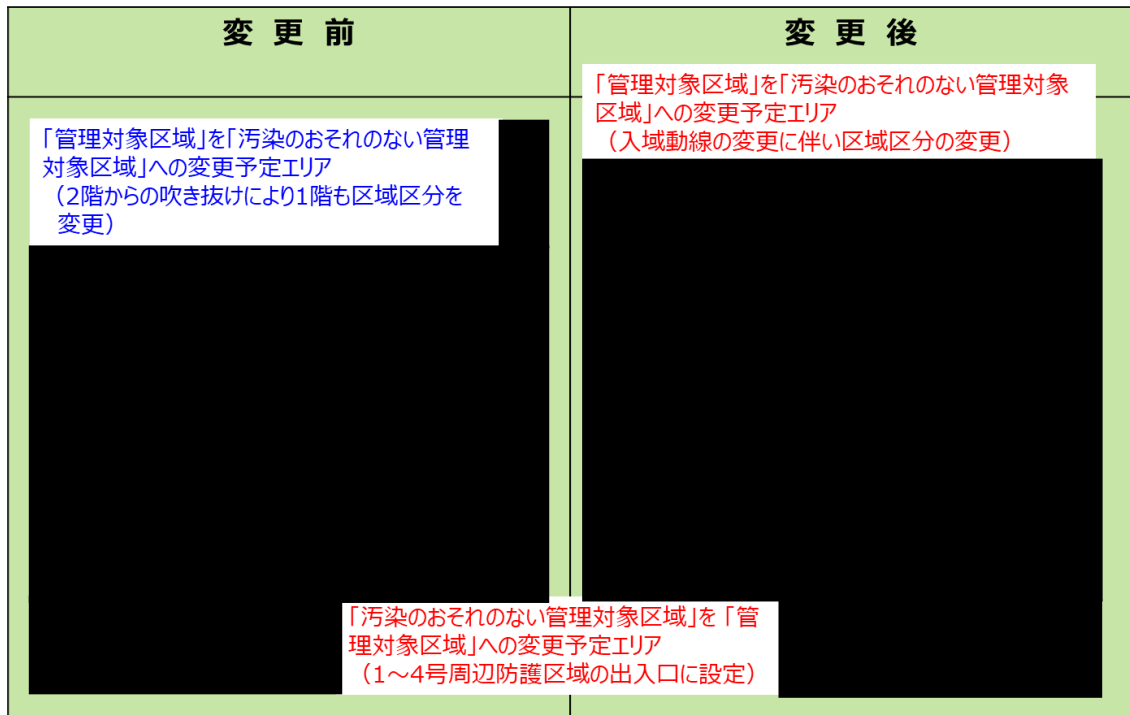 変 更 前
変 更 後
「管理対象区域」を「汚染のおそれのない管理
対象区域」への変更予定エリア
（2階からの吹き抜けにより1階も区域区分を
変更）
「管理対象区域」を「汚染のおそれのない管理対象
区域」への変更予定エリア
（入域動線の変更に伴い区域区分の変更）
「汚染のおそれのない管理対象区域」を「管
理対象区域」への変更予定エリア
（1～4号周辺防護区域の出入口に設定）